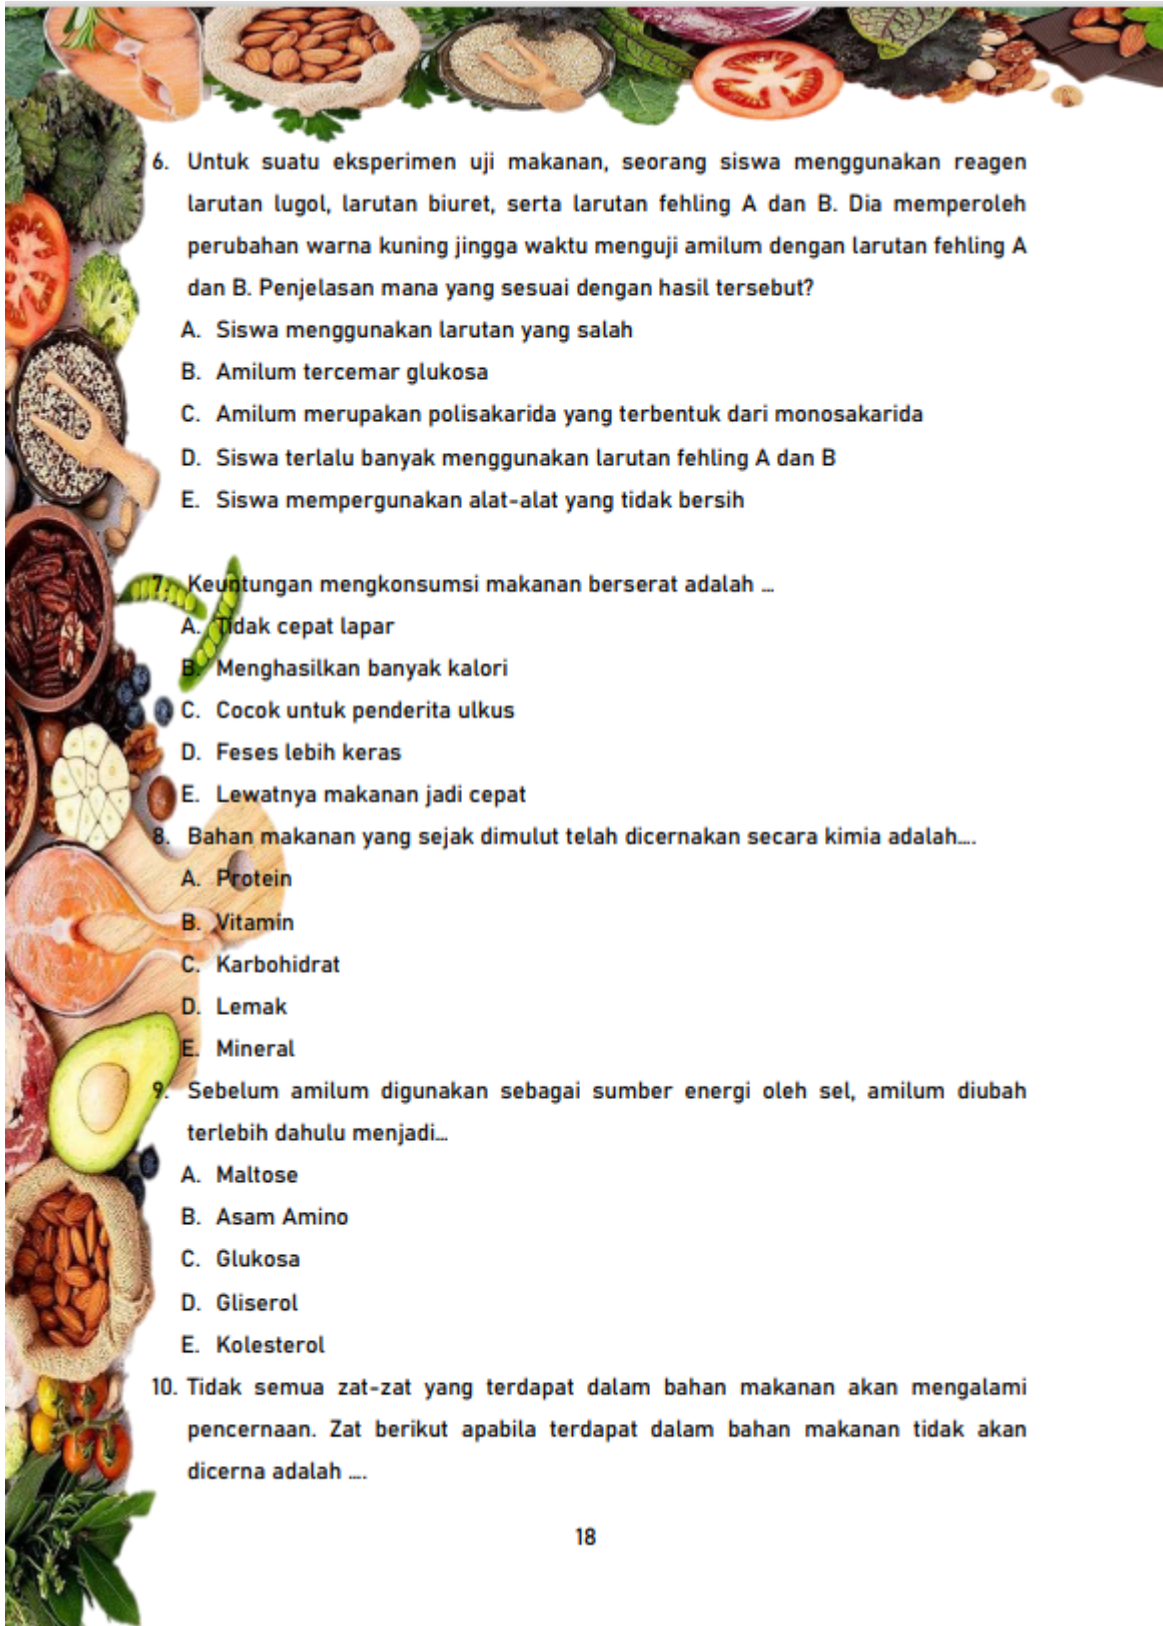 6. Untuk suatu eksperimen uji makanan, seorang siswa menggunakan reagen
larutan lugol, larutan biuret, serta larutan fehling A dan B. Dia memperoleh
perubahan warna kuning jingga waktu menguji amilum dengan larutan fehling A
dan B. Penjelasan mana yang sesuai dengan hasil tersebut?
A. Siswa menggunakan larutan yang salah
B. Amilum tercemar glukosa
C. Amilum merupakan polisakarida yang terbentuk dari monosakarida
D. Siswa terlalu banyak menggunakan larutan fehling A dan B
E. Siswa mempergunakan alat-alat yang tidak bersih
7. Keuntungan mengkonsumsi makanan berserat adalah ...
A. Tidak cepat lapar
B. Menghasilkan banyak kalori
C. Cocok untuk penderita ulkus
D. Feses lebih keras
E. Lewatnya makanan jadi cepat
8. Bahan makanan yang sejak dimulut telah dicernakan secara kimia adalah....
A. Protein
B. Vitamin
C. Karbohidrat
D. Lemak
E. Mineral
9. Sebelum amilum digunakan sebagai sumber energi oleh sel, amilum diubah
terlebih dahulu menjadi...
A. Maltose
B. Asam Amino
C. Glukosa
D. Gliserol
E. Kolesterol
10. Tidak semua zat-zat yang terdapat dalam bahan makanan akan mengalami
pencernaan. Zat berikut apabila terdapat dalam bahan makanan tidak akan
dicerna adalah ....
18